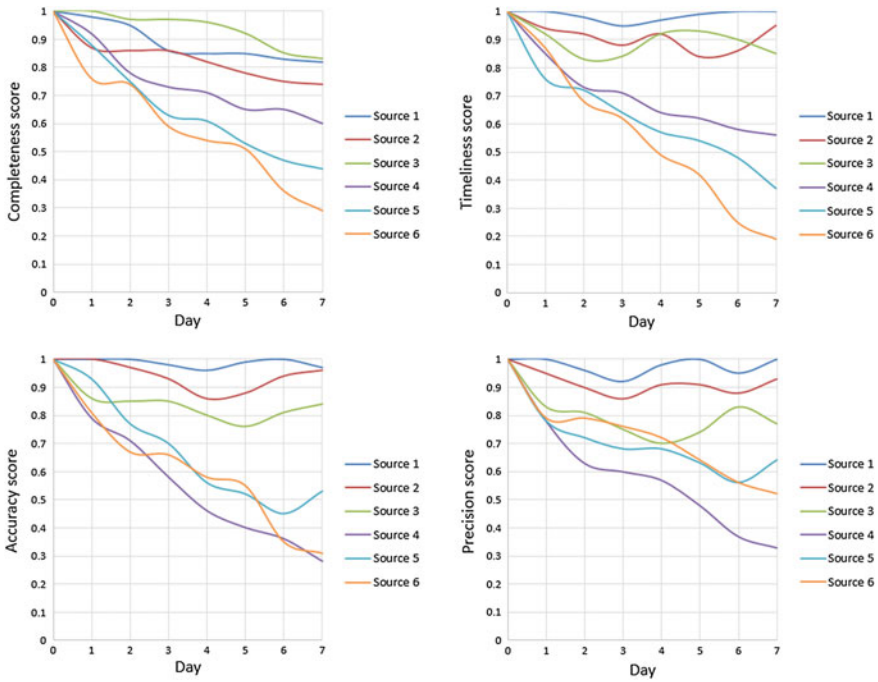 Completeness score
1
0.9
0.8
0.7
0.6
0.5
0.4
0.3
0.2
0.1
0
0 1 2 3 4 5 6 7
Day
Source 1
Source 2
Source 3
Source 4
Source 5
Source 6
Timeliness score
1
0.9
0.8
0.7
0.6
0.5
0.4
0.3
0.2
0.1
0
0 1 2 3 4 5 6 7
Day
Source 1
Source 2
Source 3
Source 4
Source 5
Source 6
Accuracy score
1
0.9
0.8
0.7
0.6
0.5
0.4
0.3
0.2
0.1
0
0 1 2 3 4 5 6 7
Day
Source 1
Source 2
Source 3
Source 4
Source 5
Source 6
Precision score
1
0.9
0.8
0.7
0.6
0.5
0.4
0.3
0.2
0.1
0
0 1 2 3 4 5 6 7
Day
Source 1
Source 2
Source 3
Source 4
Source 5
Source 6